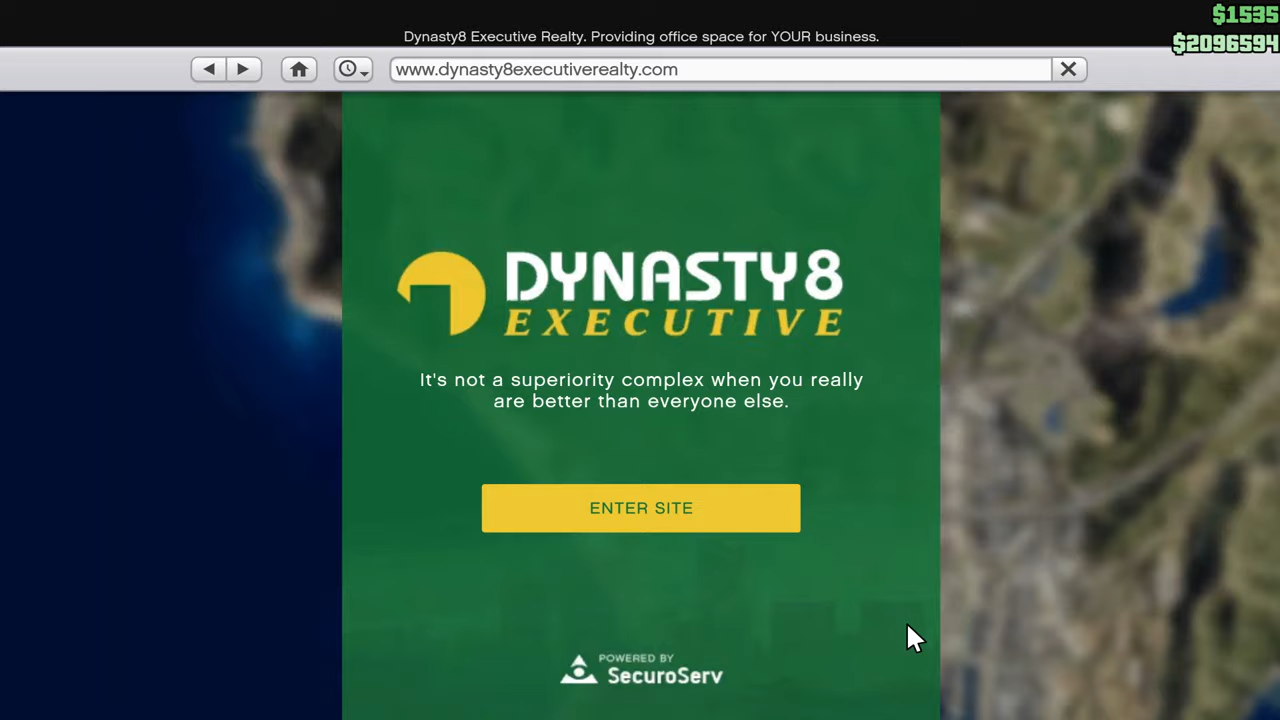 $1535
Dynasty8 Executive Realty. Providing office space for YOUR business.
$2096594
www.dynasty8executiverealty.com
DYNASTY8
EXECUTIVE
It's not a superiority complex when you really
are better than everyone else.
ENTER SITE
POWERED BY
SecuroServ